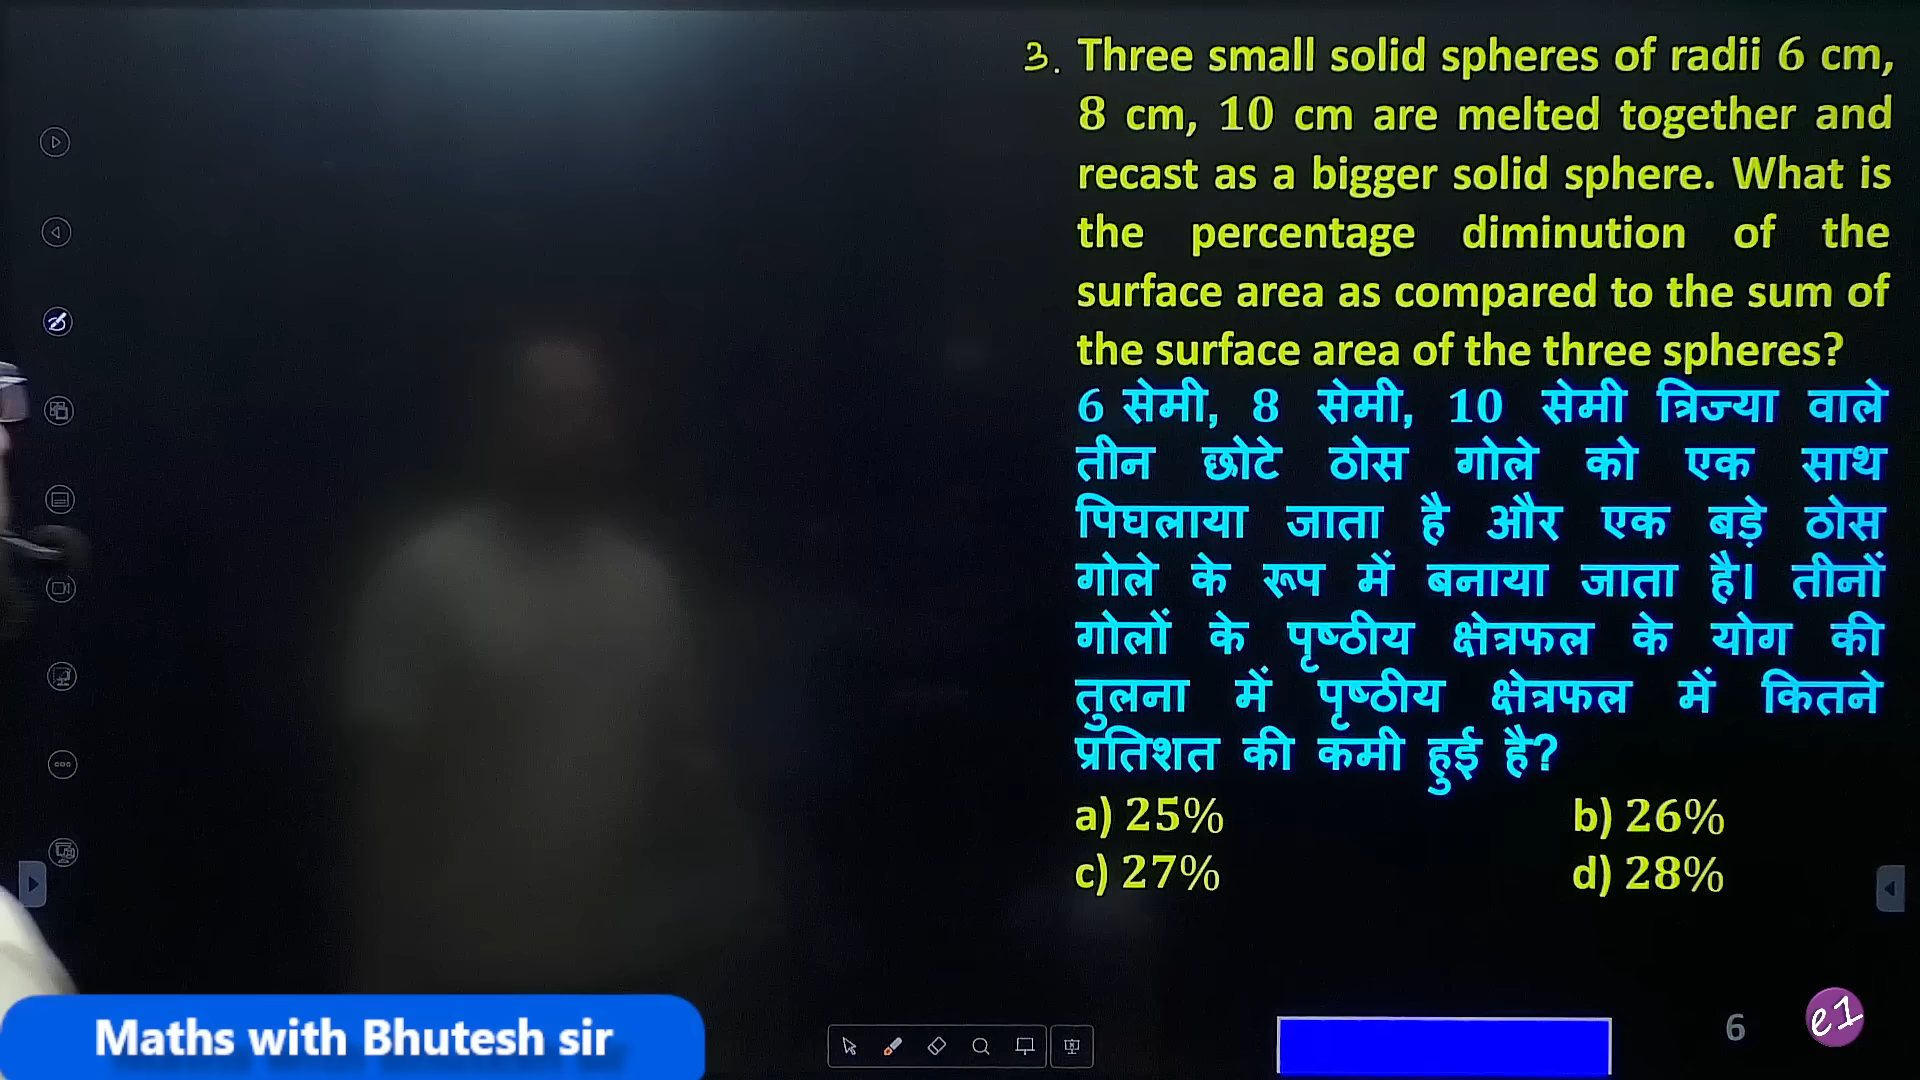 3. Three small solid spheres of radii 6 cm,
8 cm, 10 cm are melted together and
recast as a bigger solid sphere. What is
the percentage diminution of the
surface area as compared to the sum of
the surface area of the three spheres?
6 सेमी, 8 सेमी, 10 सेमी त्रिज्या वाले
तीन छोटे ठोस गोले को एक साथ
पिघलाया जाता है और एक बड़े ठोस
गोले के रूप में बनाया जाता है। तीनों
गोलों के पृष्ठीय क्षेत्रफल के योग की
तुलना में पृष्ठीय क्षेत्रफल में कितने
प्रतिशत की कमी हुई है?
a) 25% b) 26%
c) 27% d) 28%
Maths with Bhutesh sir
6
e1